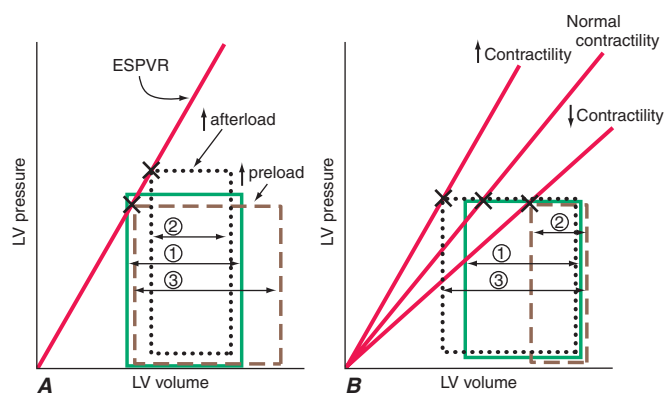 ESPVR
afterload
preload
②
①
③
LV pressure
A
LV volume
Normal
contractility
Contractility
Contractility
②
①
③
LV pressure
B
LV volume